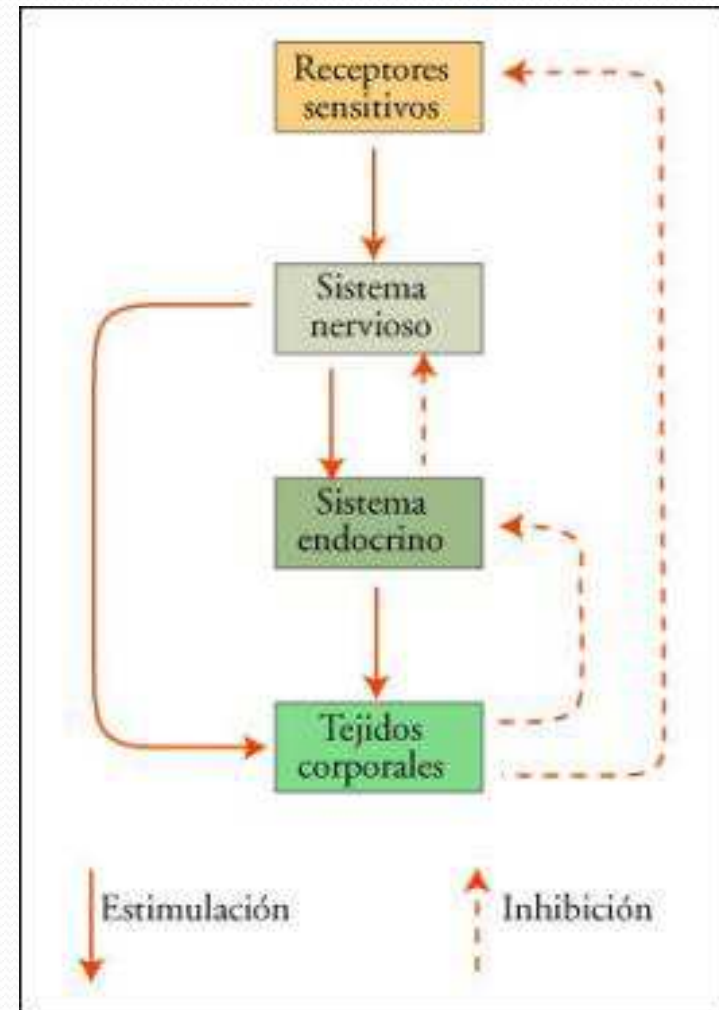 Receptores
sensitivos
Sistema
nervioso
Sistema
endocrino
Tejidos
corporales
Estimulación
Inhibición